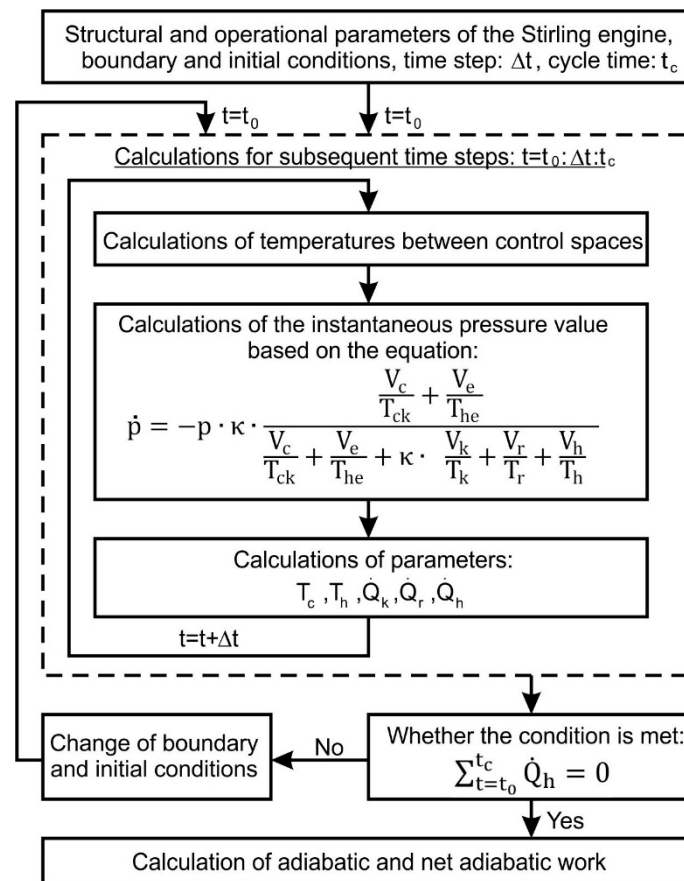 Structural and operational parameters of the Stirling engine,
boundary and initial conditions, time step: Δt, cycle time: t_c
t=t_0
t=t_0
Calculations for subsequent time steps: t=t_0:Δt:t_c
Calculations of temperatures between control spaces
Calculations of the instantaneous pressure value
based on the equation:
ṗ = −p · κ · (V_c/T_ck + V_e/T_he) / (V_c/T_ck + V_e/T_he + κ · V_k/T_k + V_r/T_r + V_h/T_h)
Calculations of parameters:
T_c ,T_h ,Q̇_k,Q̇_r ,Q̇_h
t=t+Δt
Whether the condition is met:
∑_{t=t_0}^{t_c} Q̇_h = 0
No
Change of boundary
and initial conditions
Yes
Calculation of adiabatic and net adiabatic work